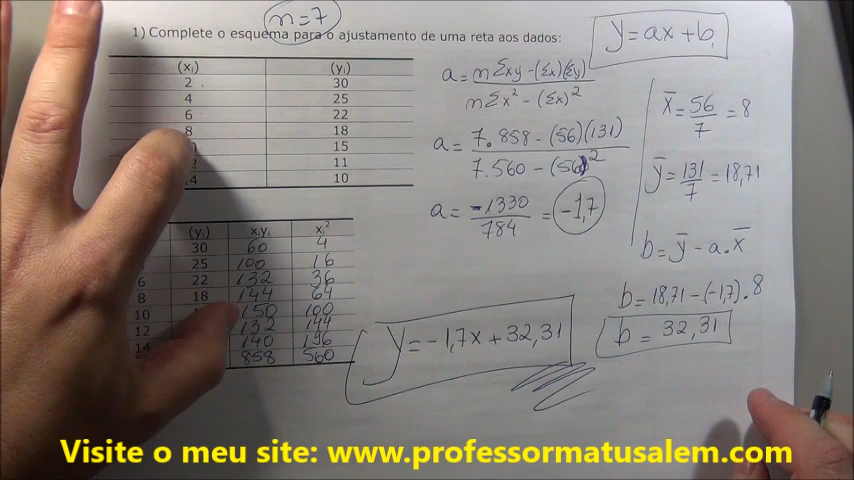 n=7
1) Complete o esquema para o ajustamento de uma reta aos dados:
y=ax+b
(xᵢ) (yᵢ)
2 30
4 25
6 22
8 18
15
11
10
(yᵢ) xᵢyᵢ xᵢ²
30 60 4
25 100 16
6 22 132 36
8 18 144 64
10 150 100
12 132 144
14 140 196
858 560
a = nΣxy - (Σx)(Σy) / nΣx² - (Σx)²
a = 7.858 - (56)(131) / 7.560 - (56)²
a = -1330 / 784 = -1,7
x̄ = 56/7 = 8
ȳ = 131/7 = 18,71
b = ȳ - a.x̄
b = 18,71 - (-1,7).8
b = 32,31
y = -1,7x + 32,31
Visite o meu site: www.professormatusalem.com